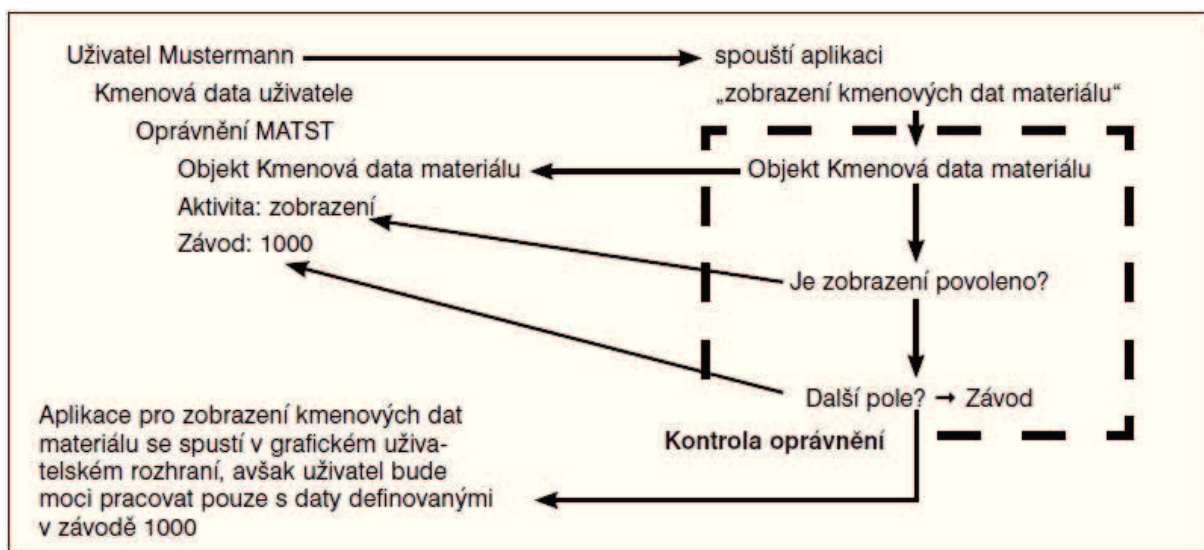 Uživatel Mustermann
spouští aplikaci
Kmenová data uživatele
„zobrazení kmenových dat materiálu“
Oprávnění MATST
Objekt Kmenová data materiálu
Objekt Kmenová data materiálu
Aktivita: zobrazení
Závod: 1000
Je zobrazení povoleno?
Další pole? → Závod
Kontrola oprávnění
Aplikace pro zobrazení kmenových dat
materiálu se spustí v grafickém uživa-
telském rozhraní, avšak uživatel bude
moci pracovat pouze s daty definovanými
v závodě 1000